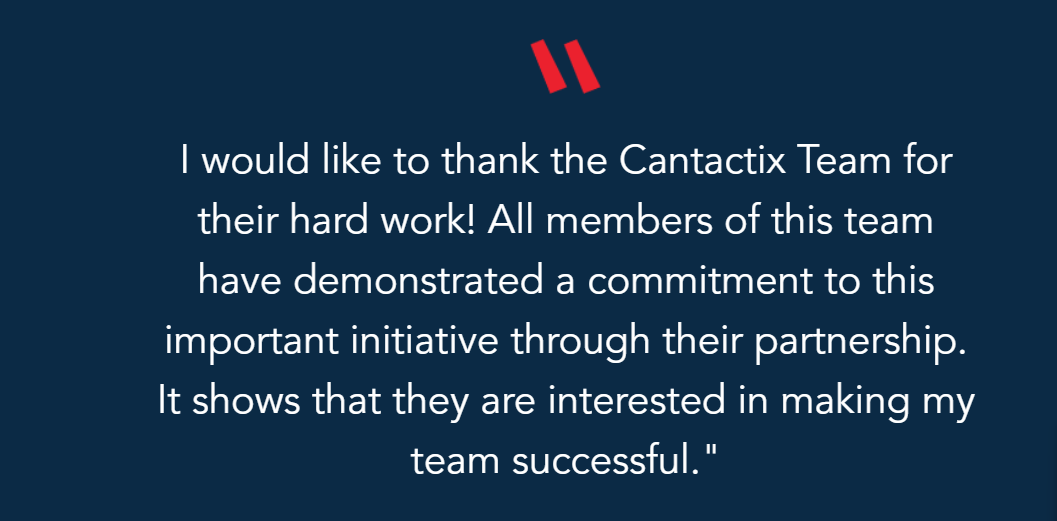 I would like to thank the Cantactix Team for
their hard work! All members of this team
have demonstrated a commitment to this
important initiative through their partnership.
It shows that they are interested in making my
team successful."